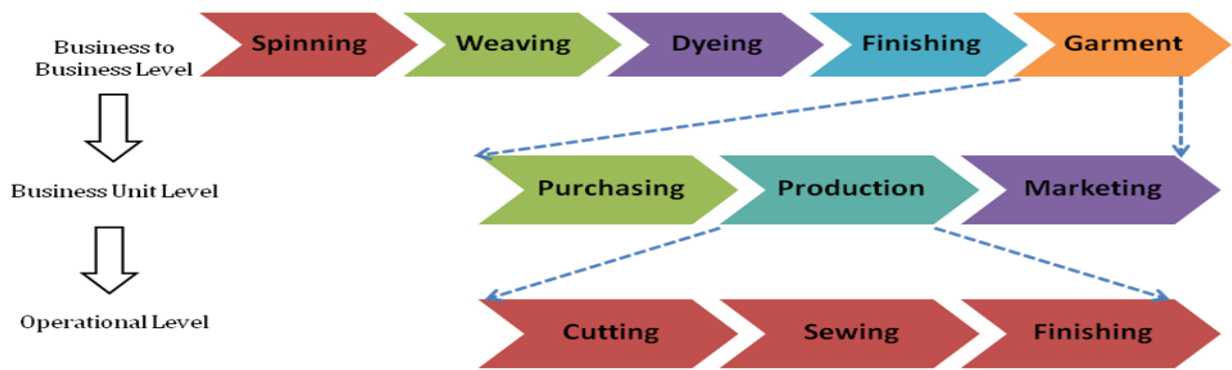 Business to
Business Level
Spinning
Weaving
Dyeing
Finishing
Garment
Business Unit Level
Purchasing
Production
Marketing
Operational Level
Cutting
Sewing
Finishing